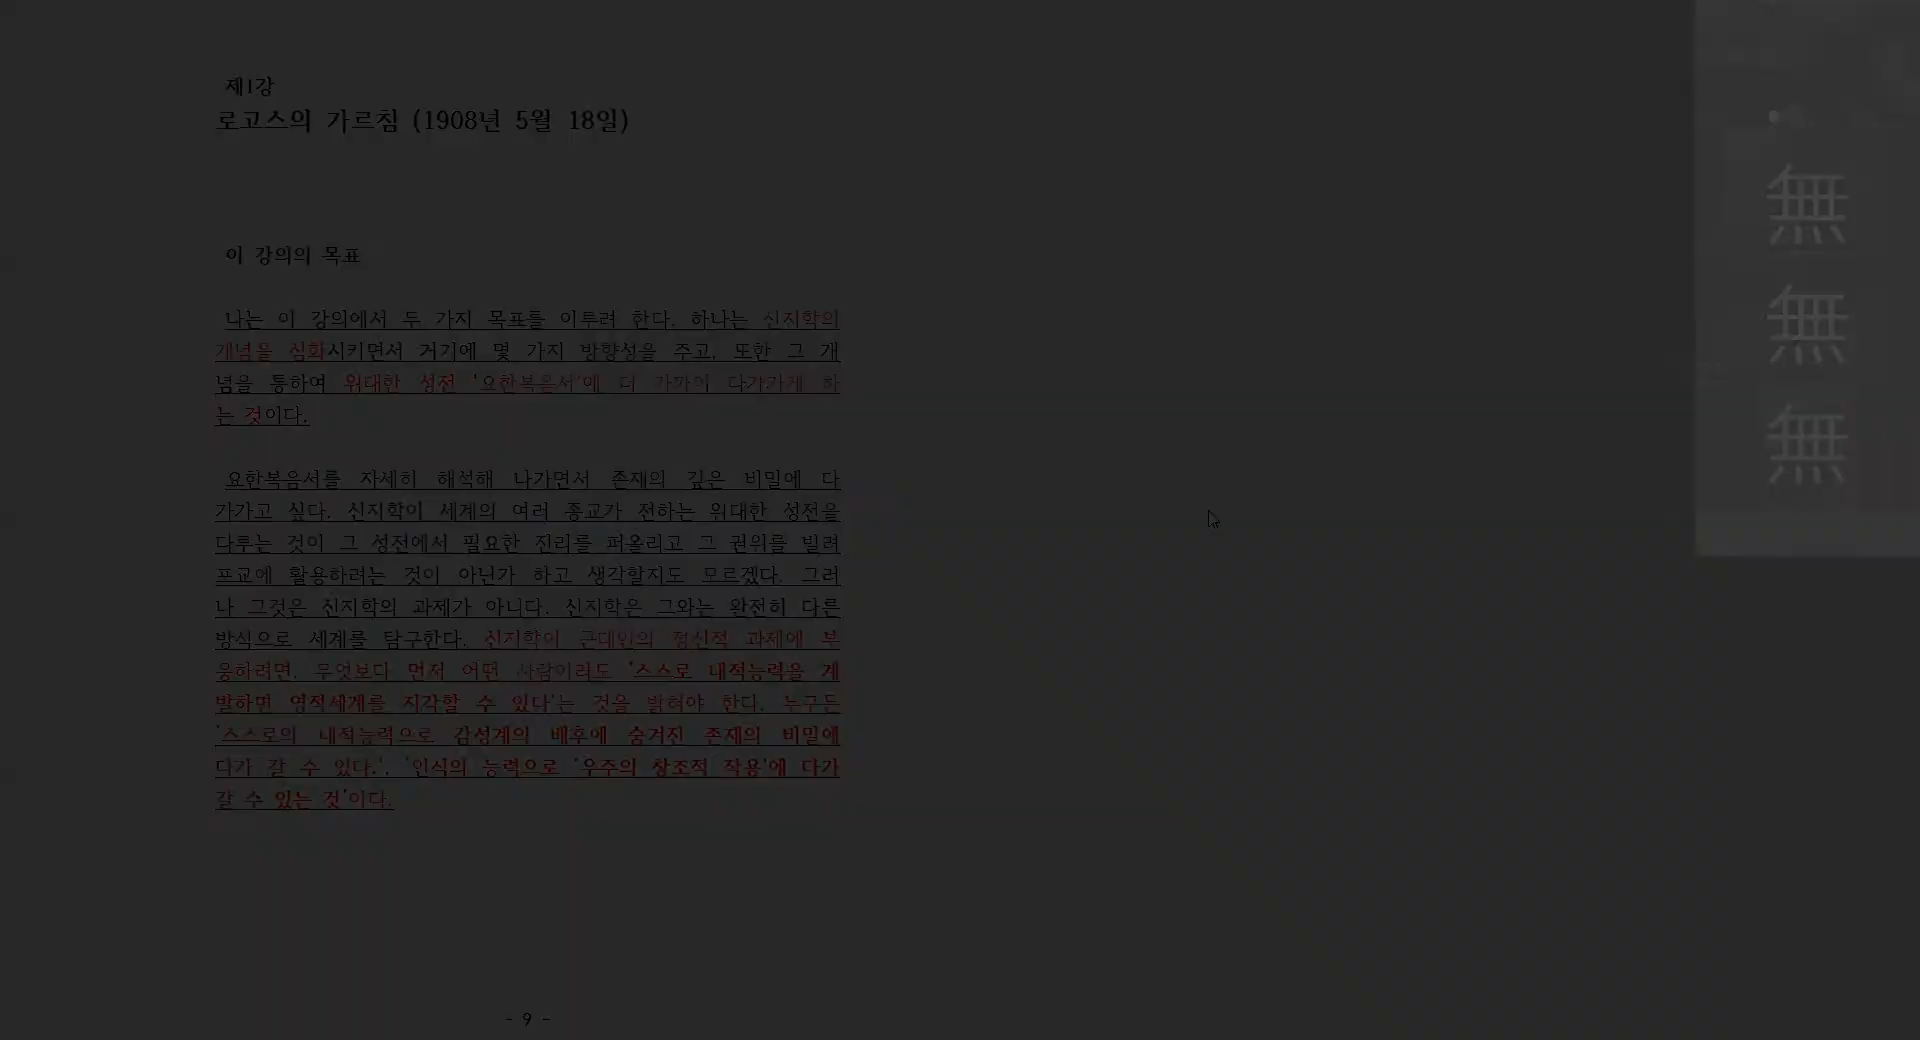 제1강
로고스의 가르침 (1908년 5월 18일)
이 강의의 목표
나는 이 강의에서 두 가지 목표를 이루려 한다. 하나는 신지학의
개념을 심화시키면서 거기에 몇 가지 방향성을 주고, 또한 그 개
념을 통하여 위대한 성전 '요한복음서'에 더 가까이 다가가게 하
는 것이다.
요한복음서를 자세히 해석해 나가면서 존재의 깊은 비밀에 다
가가고 싶다. 신지학이 세계의 여러 종교가 전하는 위대한 성전을
다루는 것이 그 성전에서 필요한 진리를 퍼올리고 그 권위를 빌려
포교에 활용하려는 것이 아닌가 하고 생각할지도 모르겠다. 그러
나 그것은 신지학의 과제가 아니다. 신지학은 그와는 완전히 다른
방식으로 세계를 탐구한다. 신지학이 근대인의 정신적 과제에 부
응하려면, 무엇보다 먼저 어떤 사람이라도 '스스로 내적능력을 계
발하면 영적세계를 지각할 수 있다'는 것을 밝혀야 한다. 누구든
'스스로의 내적능력으로 감성계의 배후에 숨겨진 존재의 비밀에
다가 갈 수 있다.', '인식의 능력으로 '우주의 창조적 작용'에 다가
갈 수 있는 것'이다.
- 9 -
無
無
無